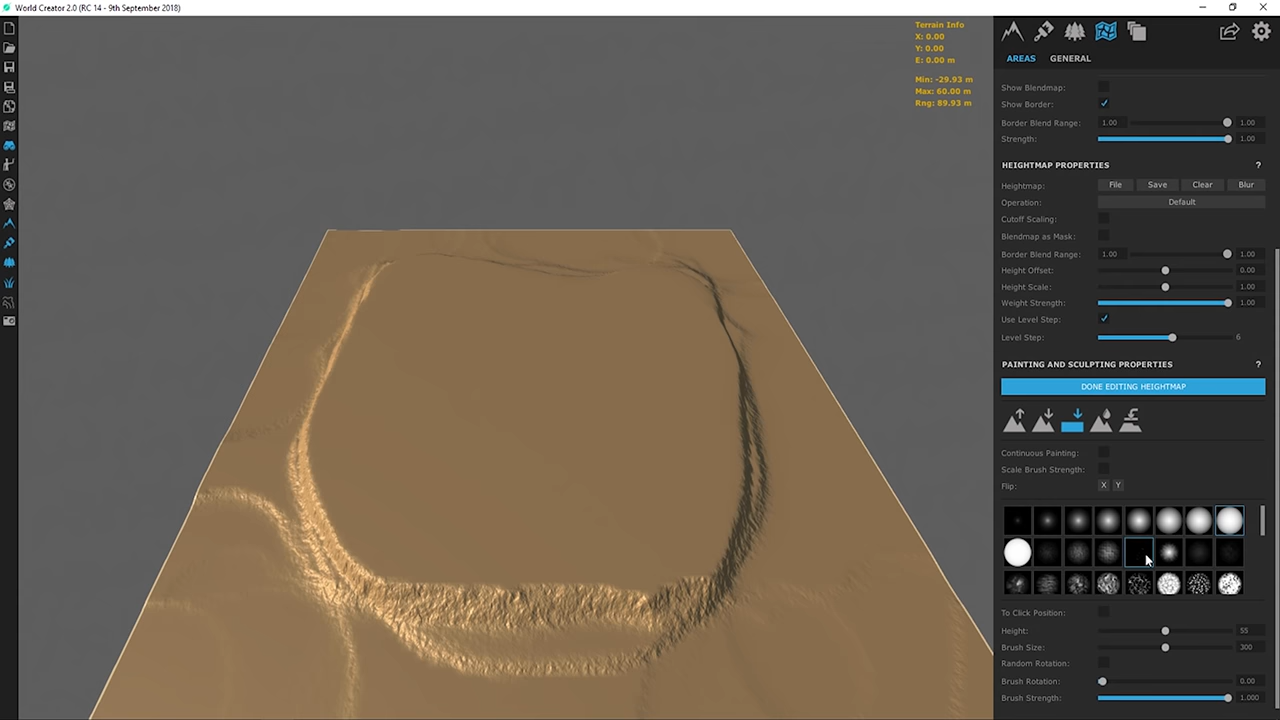 World Creator 2.0 (RC 14 - 9th September 2018)
Terrain Info
X: 0.00
Y: 0.00
E: 0.00 m
Min: -29.93 m
Max: 60.00 m
Rng: 89.93 m
AREAS GENERAL
Show Blendmap:
Show Border:
Border Blend Range: 1.00 1.00
Strength: 1.00
HEIGHTMAP PROPERTIES ?
Heightmap: File Save Clear Blur
Operation: Default
Cutoff Scaling:
Blendmap as Mask:
Border Blend Range: 1.00 1.00
Height Offset: 0.00
Height Scale: 1.00
Weight Strength: 1.00
Use Level Step:
Level Step: 6
PAINTING AND SCULPTING PROPERTIES ?
DONE EDITING HEIGHTMAP
Continuous Painting:
Scale Brush Strength:
Flip: X Y
To Click Position:
Height: 55
Brush Size: 300
Random Rotation:
Brush Rotation: 0.00
Brush Strength: 1.000